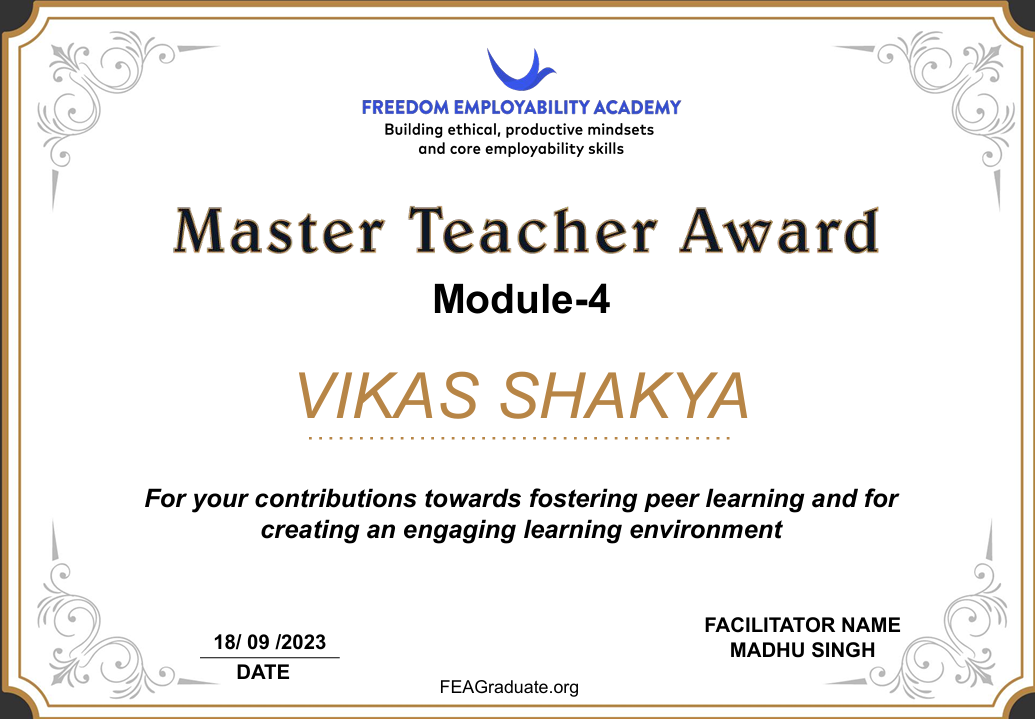 FREEDOM EMPLOYABILITY ACADEMY
Building ethical, productive mindsets
and core employability skills
Master Teacher Award
Module-4
VIKAS SHAKYA
For your contributions towards fostering peer learning and for
creating an engaging learning environment
18/ 09 /2023
DATE
FACILITATOR NAME
MADHU SINGH
FEAGraduate.org